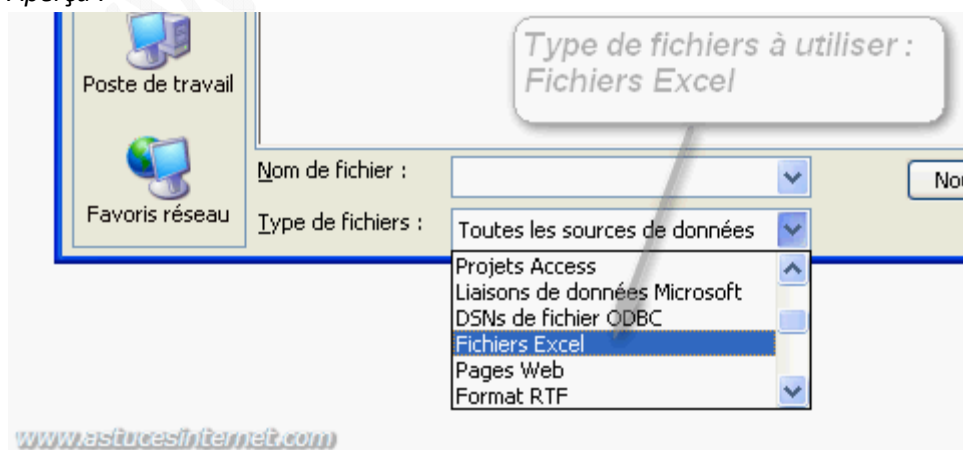 Aperçu :
Type de fichiers à utiliser :
Fichiers Excel
Poste de travail
Nom de fichier :
Favoris réseau
Type de fichiers :
Toutes les sources de données
Projets Access
Liaisons de données Microsoft
DSNs de fichier ODBC
Fichiers Excel
Pages Web
Format RTF
www.astucesinternet.com